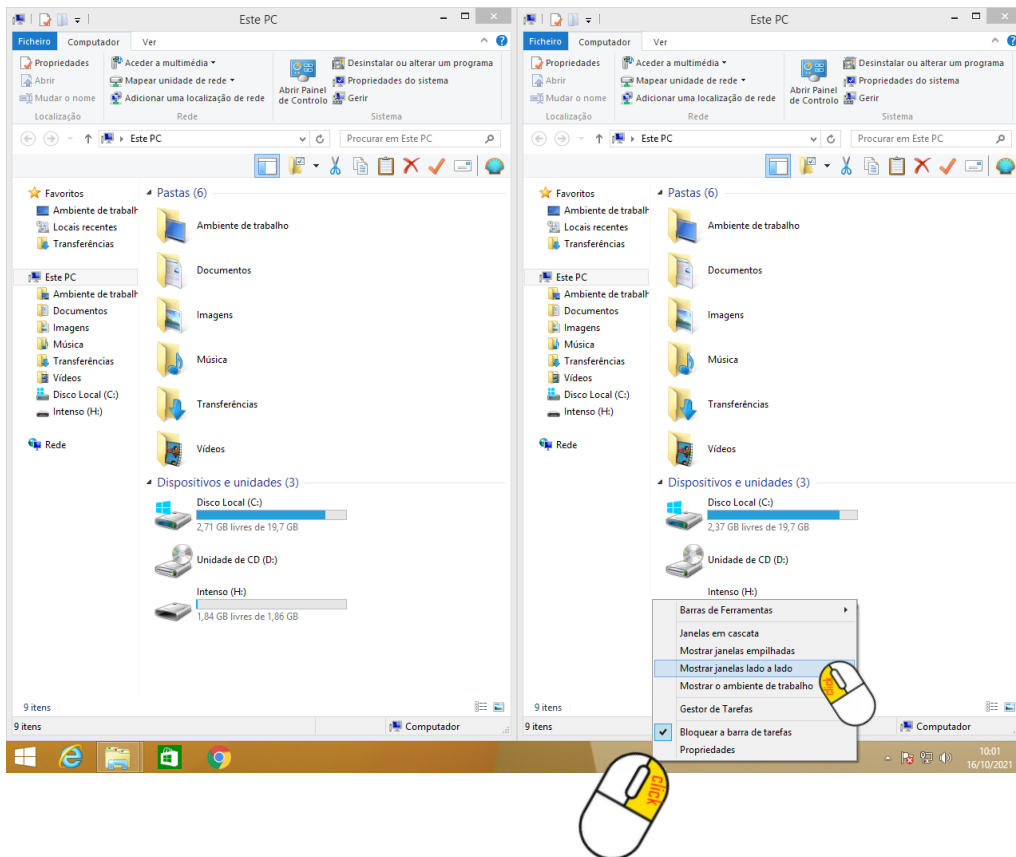 Este PC
Ficheiro Computador Ver
Propriedades
Abrir
Mudar o nome
Localização
Aceder a multimédia
Mapear unidade de rede
Adicionar uma localização de rede
Rede
Abrir Painel
de Controlo
Desinstalar ou alterar um programa
Propriedades do sistema
Gerir
Sistema
Este PC
Procurar em Este PC
Favoritos
Ambiente de trabalh
Locais recentes
Transferências
Este PC
Ambiente de trabalh
Documentos
Imagens
Música
Transferências
Vídeos
Disco Local (C:)
Intenso (H:)
Rede
Pastas (6)
Ambiente de trabalho
Documentos
Imagens
Música
Transferências
Vídeos
Dispositivos e unidades (3)
Disco Local (C:)
2,71 GB livres de 19,7 GB
Unidade de CD (D:)
Intenso (H:)
1,84 GB livres de 1,86 GB
9 itens
9 itens
Computador
Este PC
Ficheiro Computador Ver
Propriedades
Abrir
Mudar o nome
Localização
Aceder a multimédia
Mapear unidade de rede
Adicionar uma localização de rede
Rede
Abrir Painel
de Controlo
Desinstalar ou alterar um programa
Propriedades do sistema
Gerir
Sistema
Este PC
Procurar em Este PC
Favoritos
Ambiente de trabalh
Locais recentes
Transferências
Este PC
Ambiente de trabalh
Documentos
Imagens
Música
Transferências
Vídeos
Disco Local (C:)
Intenso (H:)
Rede
Pastas (6)
Ambiente de trabalho
Documentos
Imagens
Música
Transferências
Vídeos
Dispositivos e unidades (3)
Disco Local (C:)
2,37 GB livres de 19,7 GB
Unidade de CD (D:)
Intenso (H:)
9 itens
9 itens
Computador
Barras de Ferramentas
Janelas em cascata
Mostrar janelas empilhadas
Mostrar janelas lado a lado
Mostrar o ambiente de trabalho
Gestor de Tarefas
Bloquear a barra de tarefas
Propriedades
click
click
10:01
16/10/2021